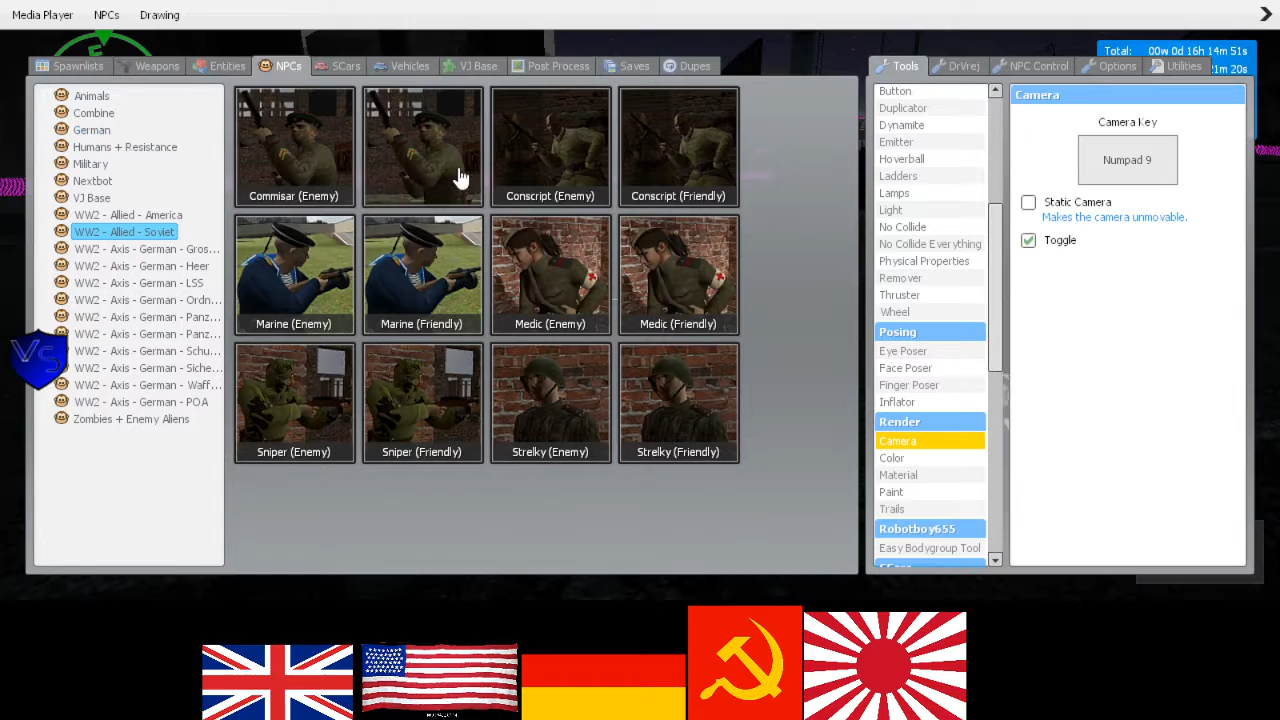 Media Player NPCs Drawing
Total: 00w 0d 16h 14m 51s
21m 20s
Spawnlists Weapons Entities NPCs SCars Vehicles VJ Base Post Process Saves Dupes
Tools DrVrej NPC Control Options Utilities
Animals
Combine
German
Humans + Resistance
Military
Nextbot
VJ Base
WW2 - Allied - America
WW2 - Allied - Soviet
WW2 - Axis - German - Gros...
WW2 - Axis - German - Heer
WW2 - Axis - German - LSS
WW2 - Axis - German - Ordn...
WW2 - Axis - German - Panz...
WW2 - Axis - German - Panz...
WW2 - Axis - German - Schu...
WW2 - Axis - German - Siche...
WW2 - Axis - German - Waff...
WW2 - Axis - German - POA
Zombies + Enemy Aliens
VS
Commisar (Enemy)
Conscript (Enemy)
Conscript (Friendly)
Marine (Enemy)
Marine (Friendly)
Medic (Enemy)
Medic (Friendly)
Sniper (Enemy)
Sniper (Friendly)
Strelky (Enemy)
Strelky (Friendly)
Button
Duplicator
Dynamite
Emitter
Hoverball
Ladders
Lamps
Light
No Collide
No Collide Everything
Physical Properties
Remover
Thruster
Wheel
Posing
Eye Poser
Face Poser
Finger Poser
Inflator
Render
Camera
Color
Material
Paint
Trails
Robotboy655
Easy Bodygroup Tool
Camera
Camera Key
Numpad 9
Static Camera
Makes the camera unmovable.
Toggle